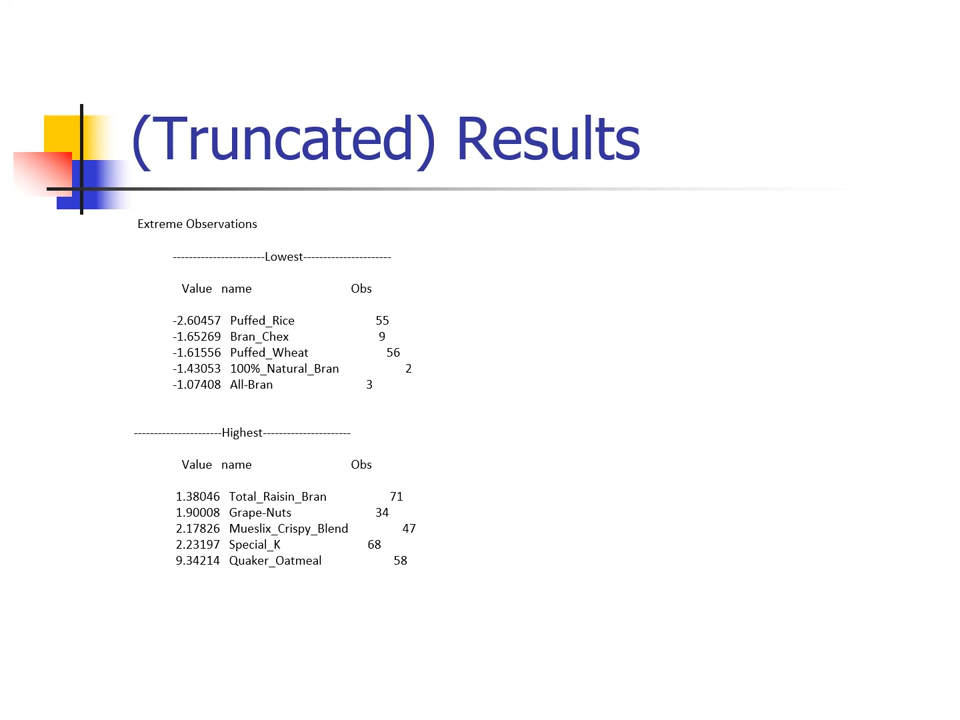 (Truncated) Results
Extreme Observations
-----------------------Lowest----------------------
Value name Obs
-2.60457 Puffed_Rice 55
-1.65269 Bran_Chex 9
-1.61556 Puffed_Wheat 56
-1.43053 100%_Natural_Bran 2
-1.07408 All-Bran 3
----------------------Highest----------------------
Value name Obs
1.38046 Total_Raisin_Bran 71
1.90008 Grape-Nuts 34
2.17826 Mueslix_Crispy_Blend 47
2.23197 Special_K 68
9.34214 Quaker_Oatmeal 58